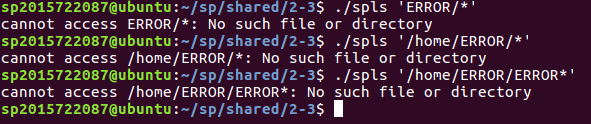 sp2015722087@ubuntu:~/sp/shared/2-3$ ./spls 'ERROR/*'
cannot access ERROR/*: No such file or directory
sp2015722087@ubuntu:~/sp/shared/2-3$ ./spls '/home/ERROR/*'
cannot access /home/ERROR/*: No such file or directory
sp2015722087@ubuntu:~/sp/shared/2-3$ ./spls '/home/ERROR/ERROR*'
cannot access /home/ERROR/ERROR*: No such file or directory
sp2015722087@ubuntu:~/sp/shared/2-3$